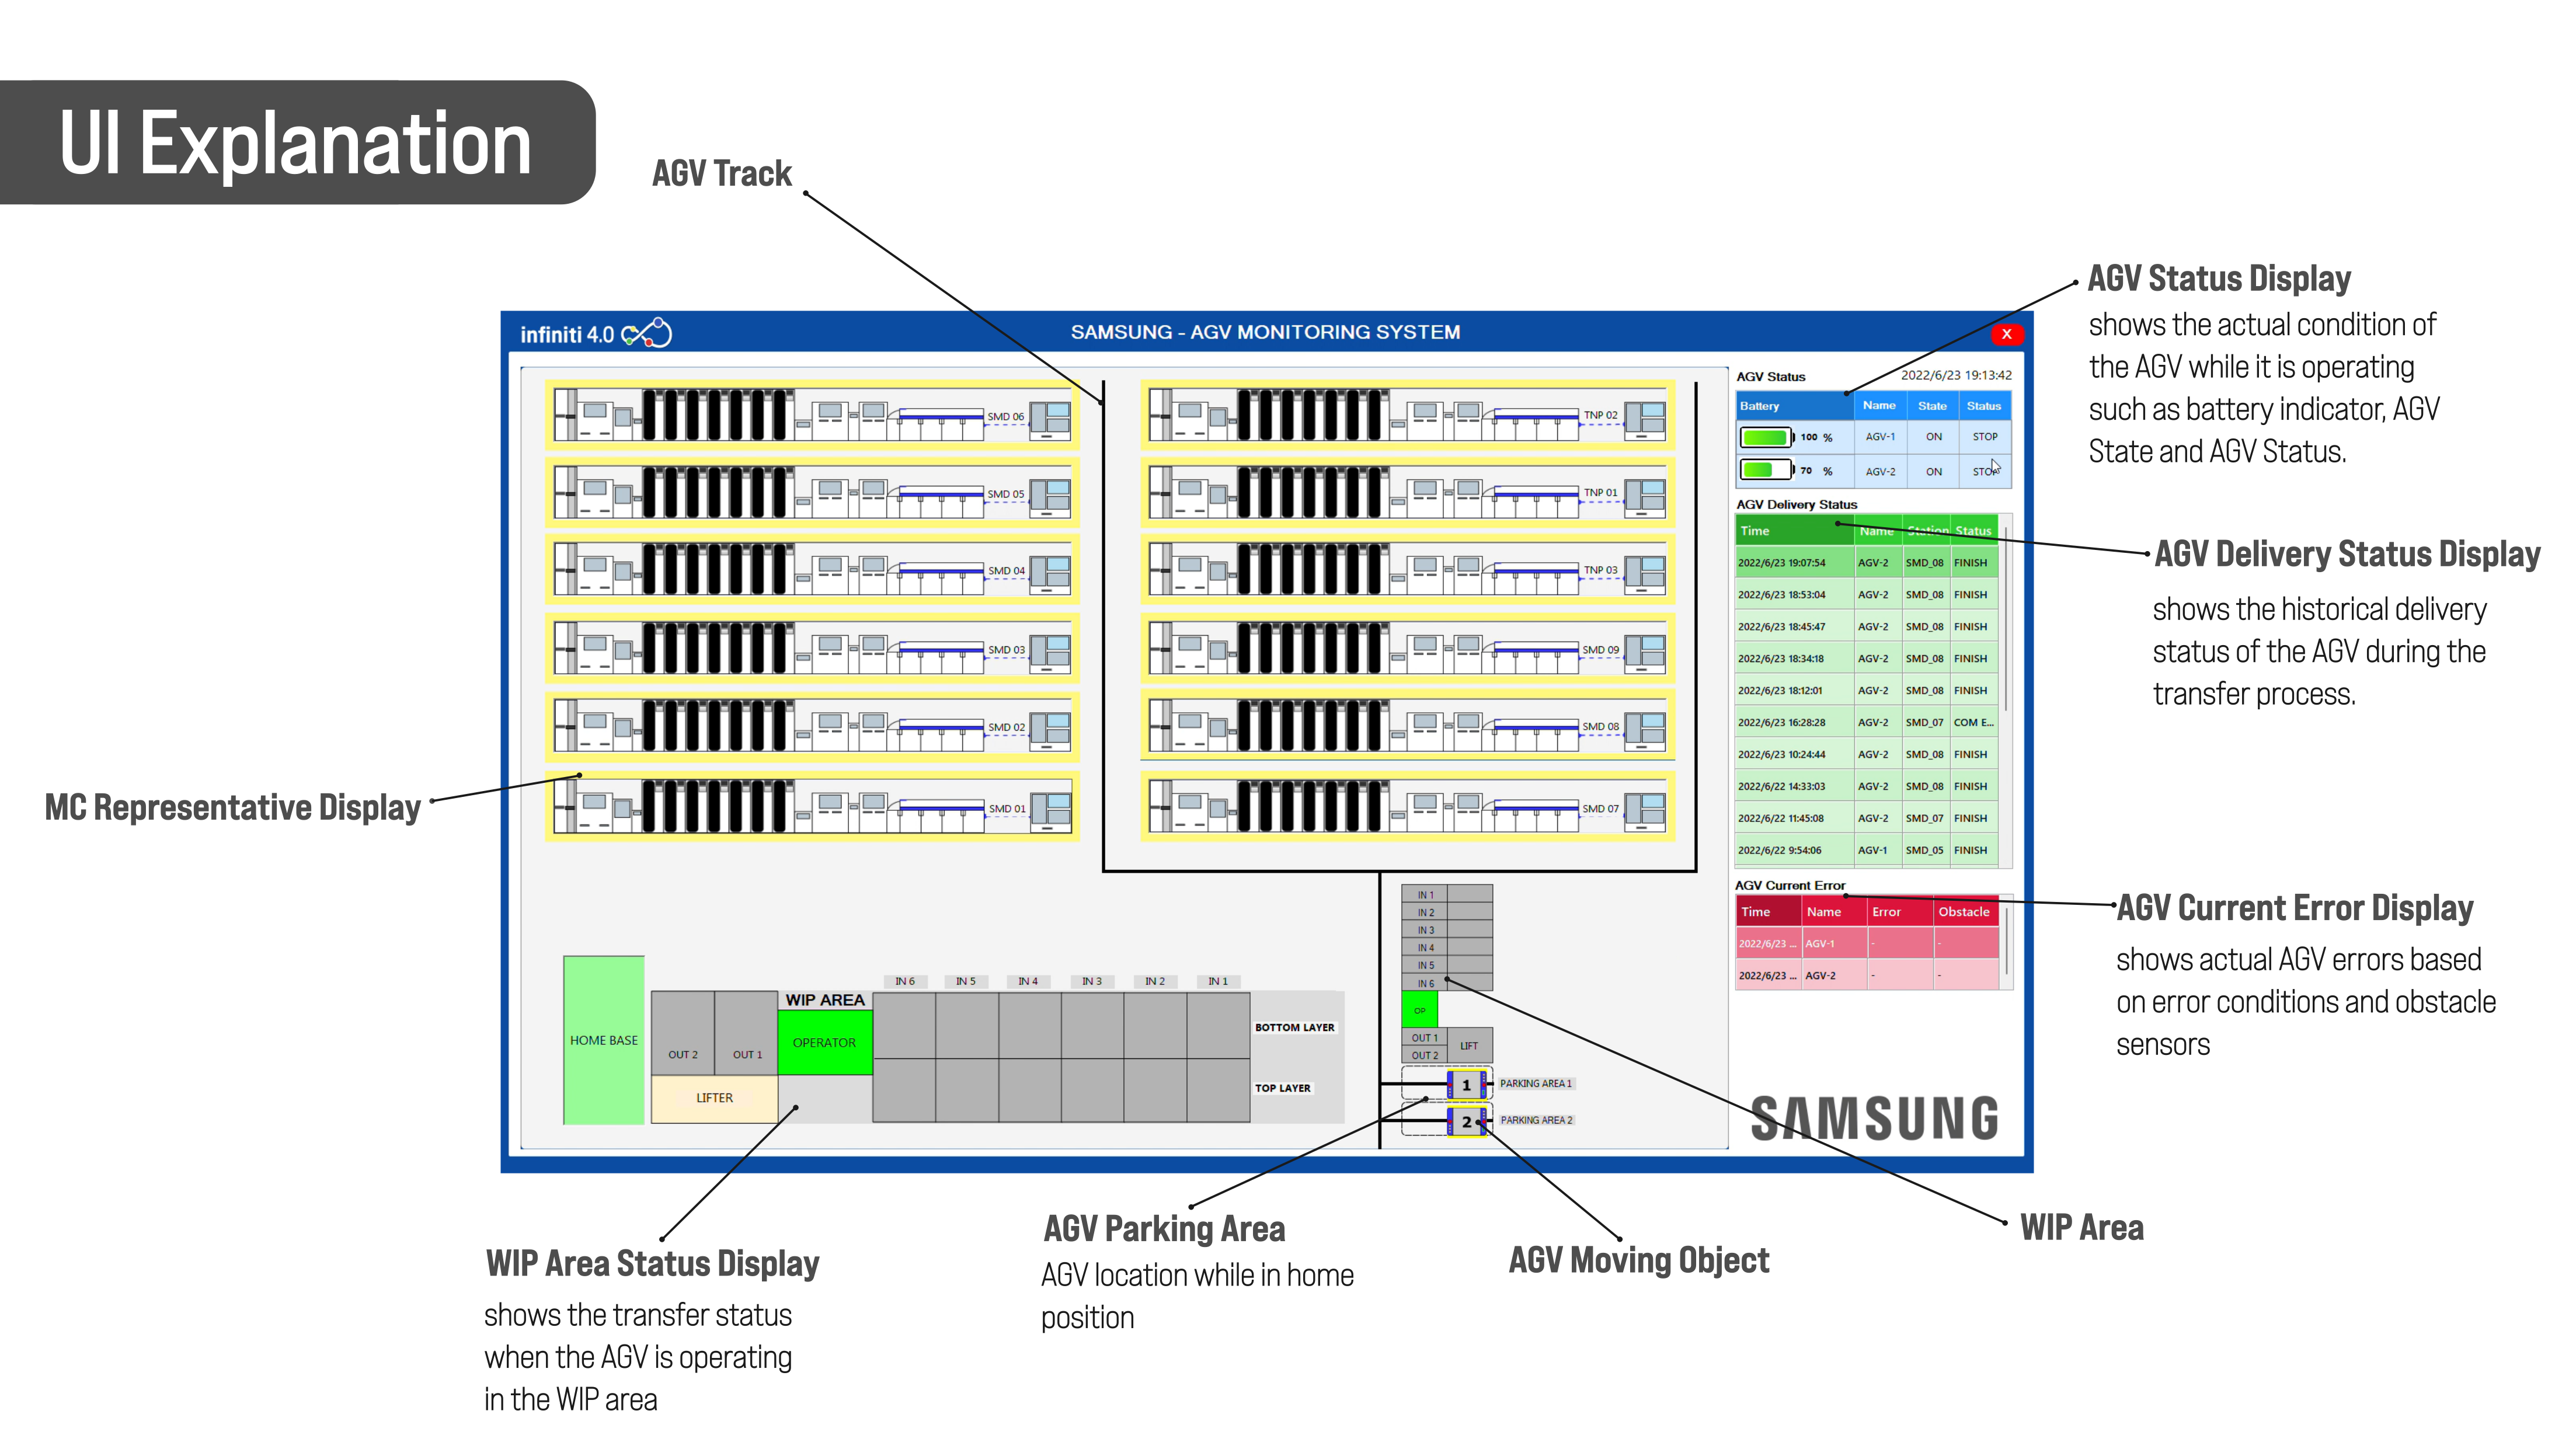 UI Explanation
AGV Track
infiniti 4.0
SAMSUNG - AGV MONITORING SYSTEM
X
SMD 06
SMD 05
SMD 04
SMD 03
SMD 02
SMD 01
TNP 02
TNP 01
TNP 03
SMD 09
SMD 08
SMD 07
MC Representative Display
AGV Status
2022/6/23 19:13:42
Battery Name State Status
100 % AGV-1 ON STOP
70 % AGV-2 ON STOP
AGV Delivery Status
Time Name Station Status
2022/6/23 19:07:54 AGV-2 SMD_08 FINISH
2022/6/23 18:53:04 AGV-2 SMD_08 FINISH
2022/6/23 18:45:47 AGV-2 SMD_08 FINISH
2022/6/23 18:34:18 AGV-2 SMD_08 FINISH
2022/6/23 18:12:01 AGV-2 SMD_08 FINISH
2022/6/23 16:28:28 AGV-2 SMD_07 COM E...
2022/6/23 10:24:44 AGV-2 SMD_08 FINISH
2022/6/22 14:33:03 AGV-2 SMD_08 FINISH
2022/6/22 11:45:08 AGV-2 SMD_07 FINISH
2022/6/22 9:54:06 AGV-1 SMD_05 FINISH
AGV Current Error
Time Name Error Obstacle
2022/6/23 ... AGV-1 - -
2022/6/23 ... AGV-2 - -
SAMSUNG
HOME BASE
OUT 2
OUT 1
LIFTER
WIP AREA
OPERATOR
IN 6
IN 5
IN 4
IN 3
IN 2
IN 1
BOTTOM LAYER
TOP LAYER
IN 1
IN 2
IN 3
IN 4
IN 5
IN 6
OP
OUT 1
OUT 2
LIFT
1
PARKING AREA 1
2
PARKING AREA 2
AGV Status Display
shows the actual condition of
the AGV while it is operating
such as battery indicator, AGV
State and AGV Status.
AGV Delivery Status Display
shows the historical delivery
status of the AGV during the
transfer process.
AGV Current Error Display
shows actual AGV errors based
on error conditions and obstacle
sensors
WIP Area Status Display
shows the transfer status
when the AGV is operating
in the WIP area
AGV Parking Area
AGV location while in home
position
AGV Moving Object
WIP Area